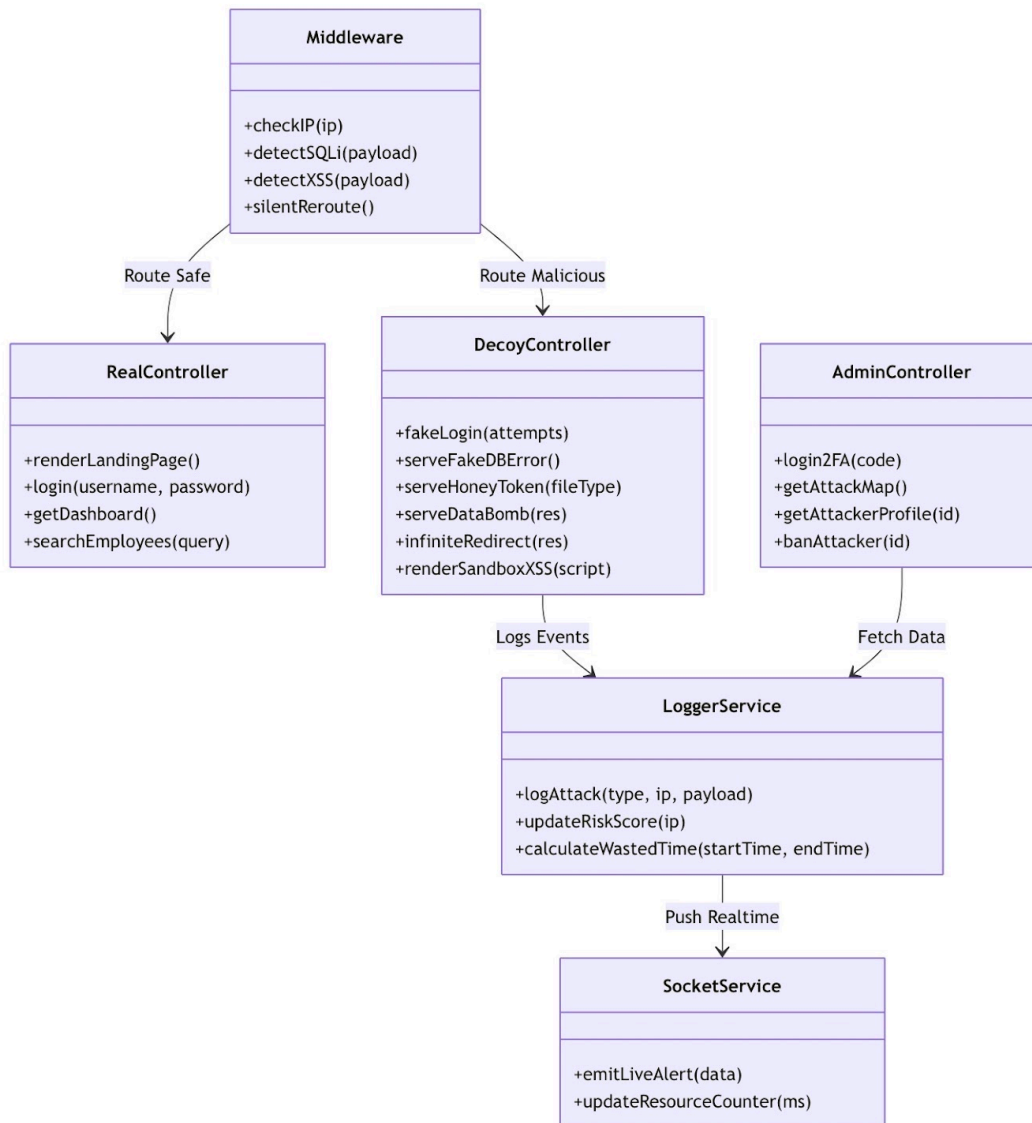 Middleware
+checkIP(ip)
+detectSQLi(payload)
+detectXSS(payload)
+silentReroute()
Route Safe
Route Malicious
RealController
+renderLandingPage()
+login(username, password)
+getDashboard()
+searchEmployees(query)
DecoyController
+fakeLogin(attempts)
+serveFakeDBError()
+serveHoneyToken(fileType)
+serveDataBomb(res)
+infiniteRedirect(res)
+renderSandboxXSS(script)
AdminController
+login2FA(code)
+getAttackMap()
+getAttackerProfile(id)
+banAttacker(id)
Logs Events
Fetch Data
LoggerService
+logAttack(type, ip, payload)
+updateRiskScore(ip)
+calculateWastedTime(startTime, endTime)
Push Realtime
SocketService
+emitLiveAlert(data)
+updateResourceCounter(ms)